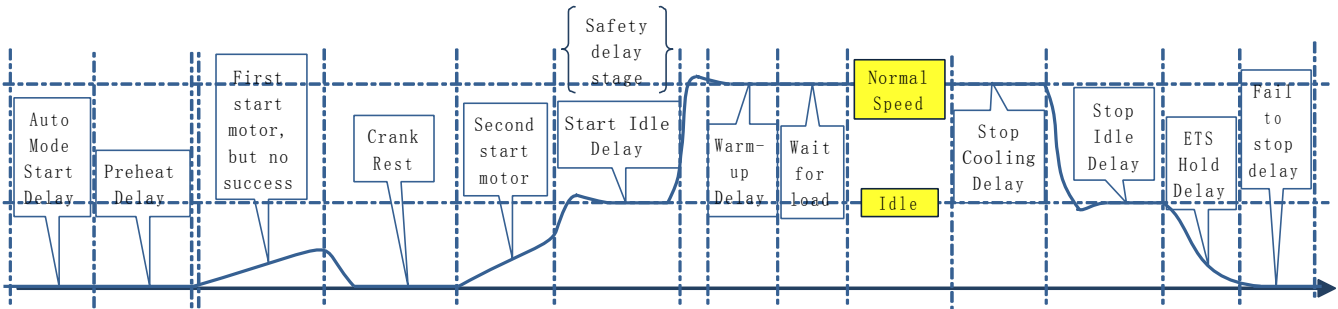 Auto
Mode
Start
Delay
Preheat
Delay
First
start
motor,
but no
success
Crank
Rest
Second
start
motor
Safety
delay
stage
Start Idle
Delay
Warm-
up
Delay
Wait
for
load
Normal
Speed
Idle
Stop
Cooling
Delay
Stop
Idle
Delay
ETS
Hold
Delay
Fail
to
stop
delay